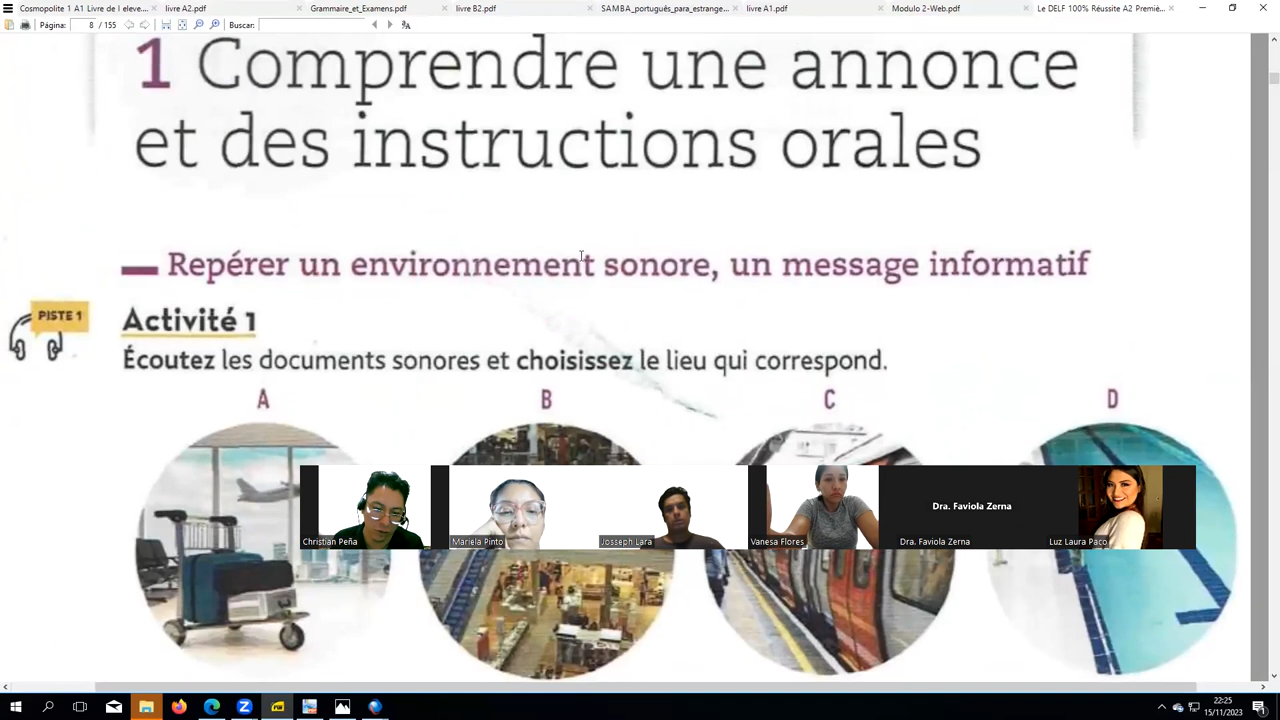 Cosmopolite 1 A1 Livre de l eleve...
livre A2.pdf
Grammaire_et_Examens.pdf
livre B2.pdf
SAMBA_português_para_estrange...
livre A1.pdf
Modulo 2-Web.pdf
Le DELF 100% Réussite A2 Premiè...
Página: 8 / 155 Buscar:
1 Comprendre une annonce
et des instructions orales
Repérer un environnement sonore, un message informatif
PISTE 1
Activité 1
Écoutez les documents sonores et choisissez le lieu qui correspond.
A B C D
Dra. Faviola Zerna
Christian Peña
Mariela Pinto
Josseph Lara
Vanesa Flores
Dra. Faviola Zerna
Luz Laura Paco
22:25
15/11/2023